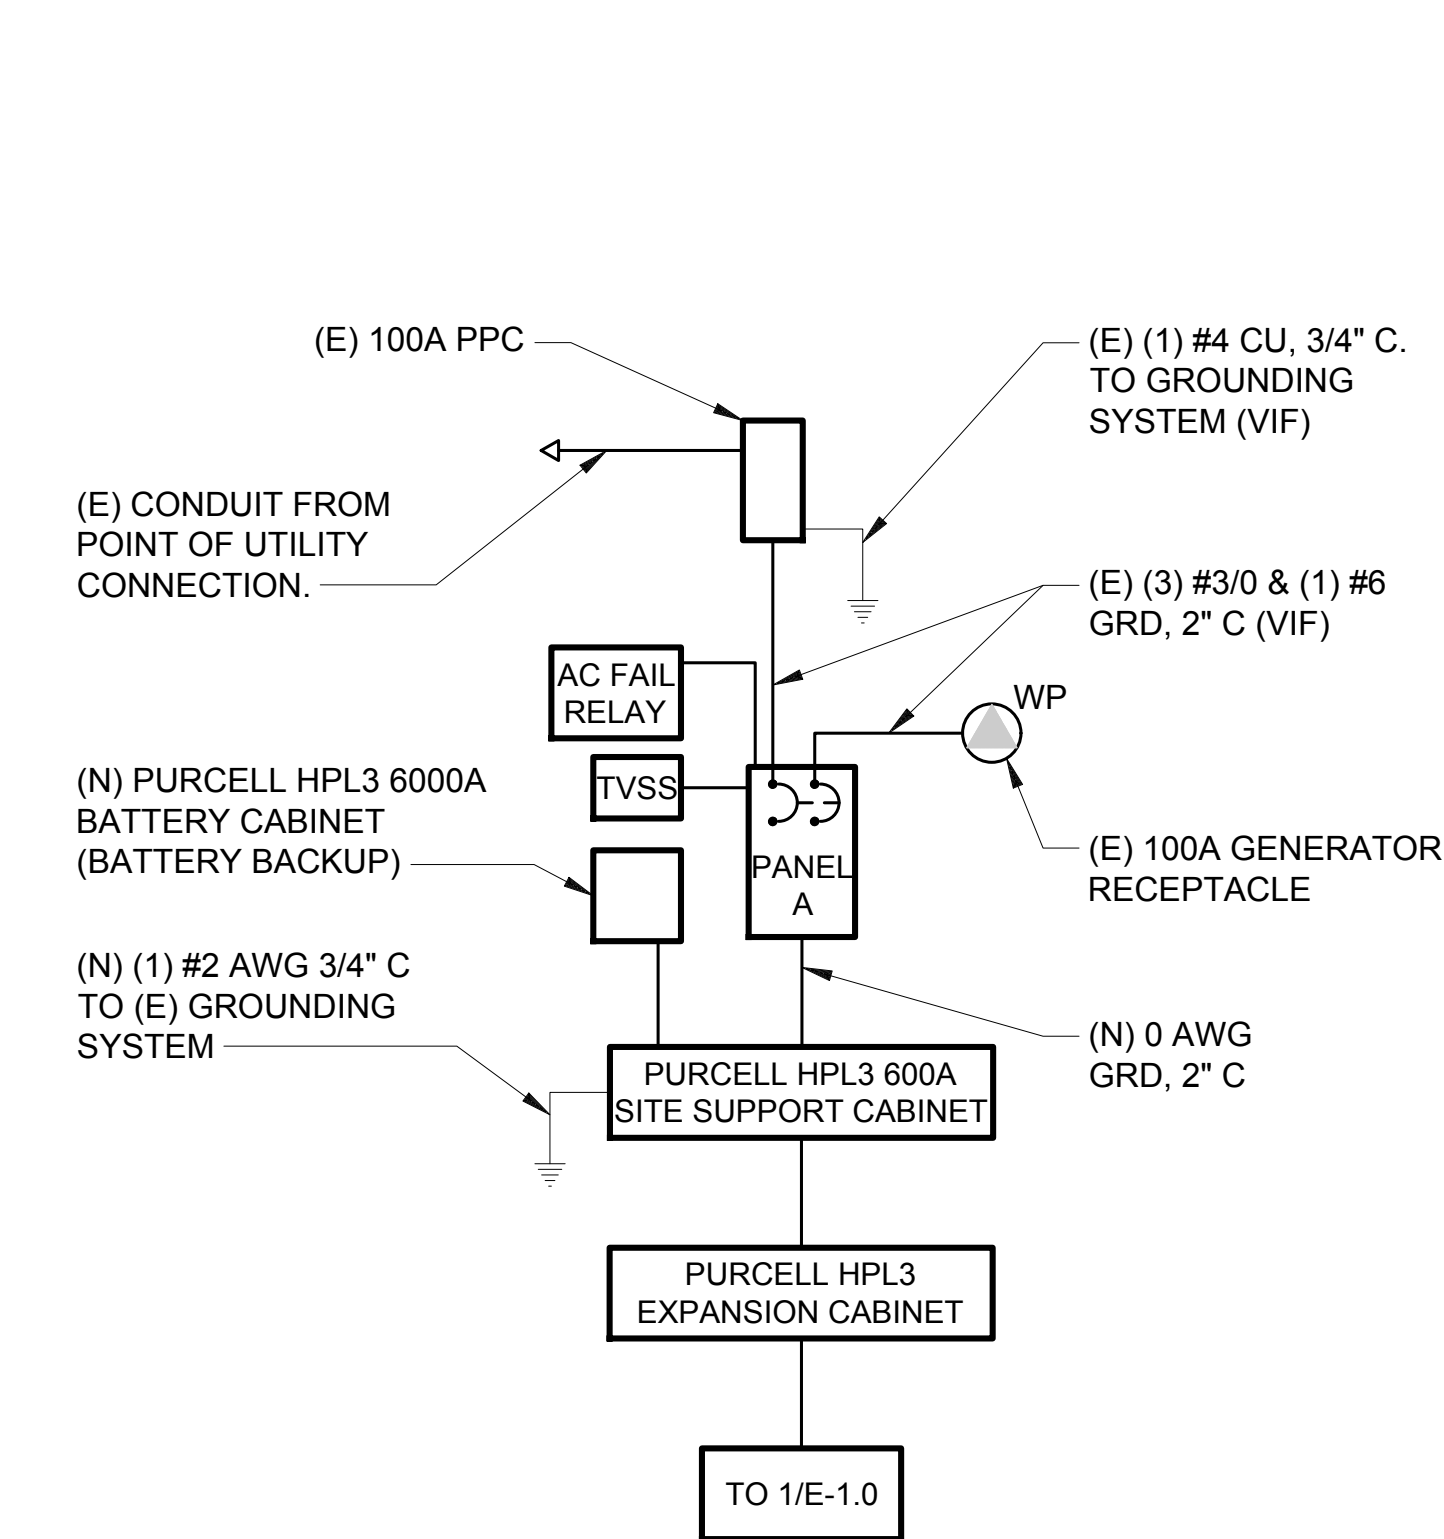 (E) 100A PPC
(E) (1) #4 CU, 3/4" C.
TO GROUNDING
SYSTEM (VIF)
(E) CONDUIT FROM
POINT OF UTILITY
CONNECTION.
(E) (3) #3/0 & (1) #6
GRD, 2" C (VIF)
AC FAIL
RELAY
WP
TVSS
(N) PURCELL HPL3 6000A
BATTERY CABINET
(BATTERY BACKUP)
PANEL
A
(E) 100A GENERATOR
RECEPTACLE
(N) (1) #2 AWG 3/4" C
TO (E) GROUNDING
SYSTEM
(N) 0 AWG
GRD, 2" C
PURCELL HPL3 600A
SITE SUPPORT CABINET
PURCELL HPL3
EXPANSION CABINET
TO 1/E-1.0